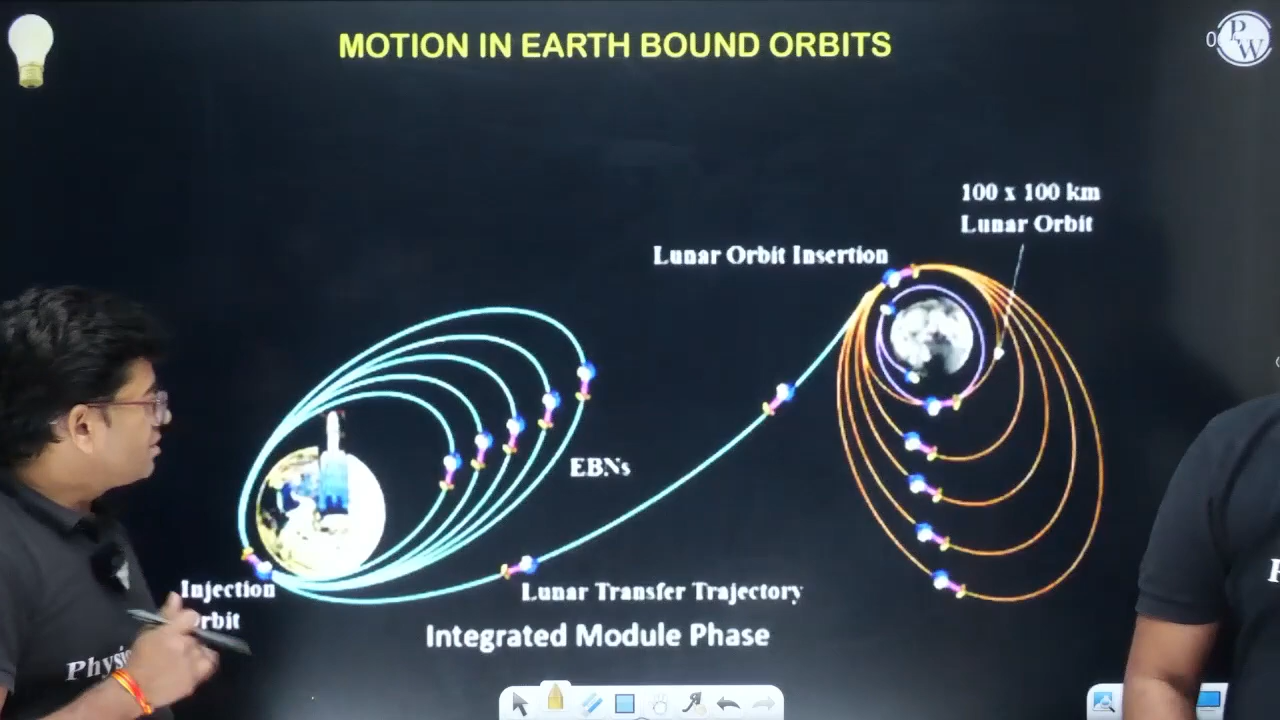 MOTION IN EARTH BOUND ORBITS
PW
100 x 100 km
Lunar Orbit
Lunar Orbit Insertion
EBNs
Injection
Lunar Transfer Trajectory
Integrated Module Phase